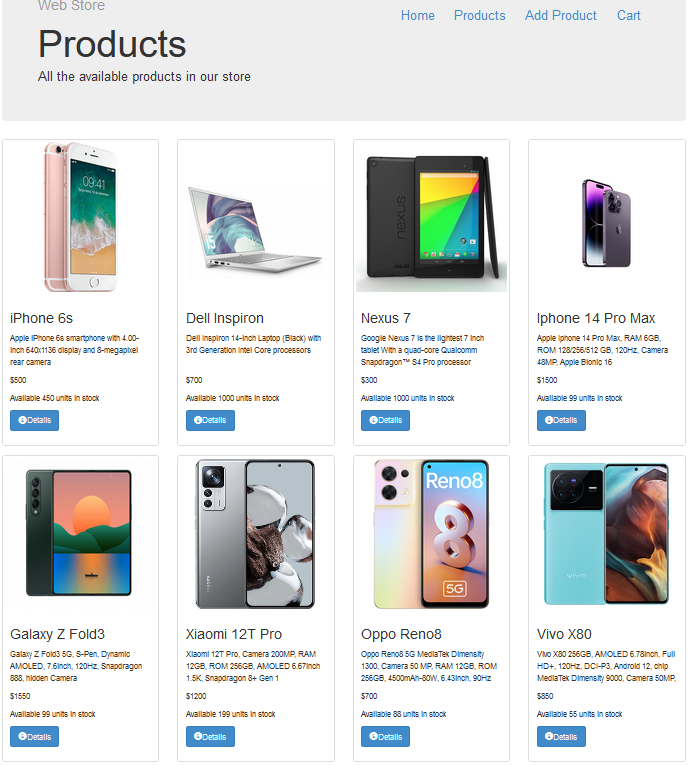 Web Store
Home Products Add Product Cart
Products
All the available products in our store
09:41
nexus
iPhone 6s
Apple iPhone 6s smartphone with 4.00-
inch 640x1136 display and 8-megapixel
rear camera
$500
Available 450 units in stock
Details
Dell Inspiron
Dell Inspiron 14-inch Laptop (Black) with
3rd Generation Intel Core processors
$700
Available 1000 units in stock
Details
Nexus 7
Google Nexus 7 is the lightest 7 inch
tablet With a quad-core Qualcomm
Snapdragon™ S4 Pro processor
$300
Available 1000 units in stock
Details
Iphone 14 Pro Max
Apple Iphone 14 Pro Max, RAM 6GB,
ROM 128/256/512 GB, 120Hz, Camera
48MP, Apple Bionic 16
$1500
Available 99 units in stock
Details
Reno8
5G
vivo
Galaxy Z Fold3
Galaxy Z Fold3 5G, S-Pen, Dynamic
AMOLED, 7.6inch, 120Hz, Snapdragon
888, hidden Camera
$1550
Available 99 units in stock
Details
Xiaomi 12T Pro
Xiaomi 12T Pro, Camera 200MP, RAM
12GB, ROM 256GB, AMOLED 6.67inch
1.5K, Snapdragon 8+ Gen 1
$1200
Available 199 units in stock
Details
Oppo Reno8
Oppo Reno8 5G MediaTek Dimensity
1300, Camera 50 MP, RAM 12GB, ROM
256GB, 4500mAh-80W, 6.43inch, 90Hz
$700
Available 88 units in stock
Details
Vivo X80
Vivo X80 256GB, AMOLED 6.78inch, Full
HD+, 120Hz, DCI-P3, Android 12, chip
MediaTek Dimensity 9000, Camera 50MP,
$850
Available 55 units in stock
Details